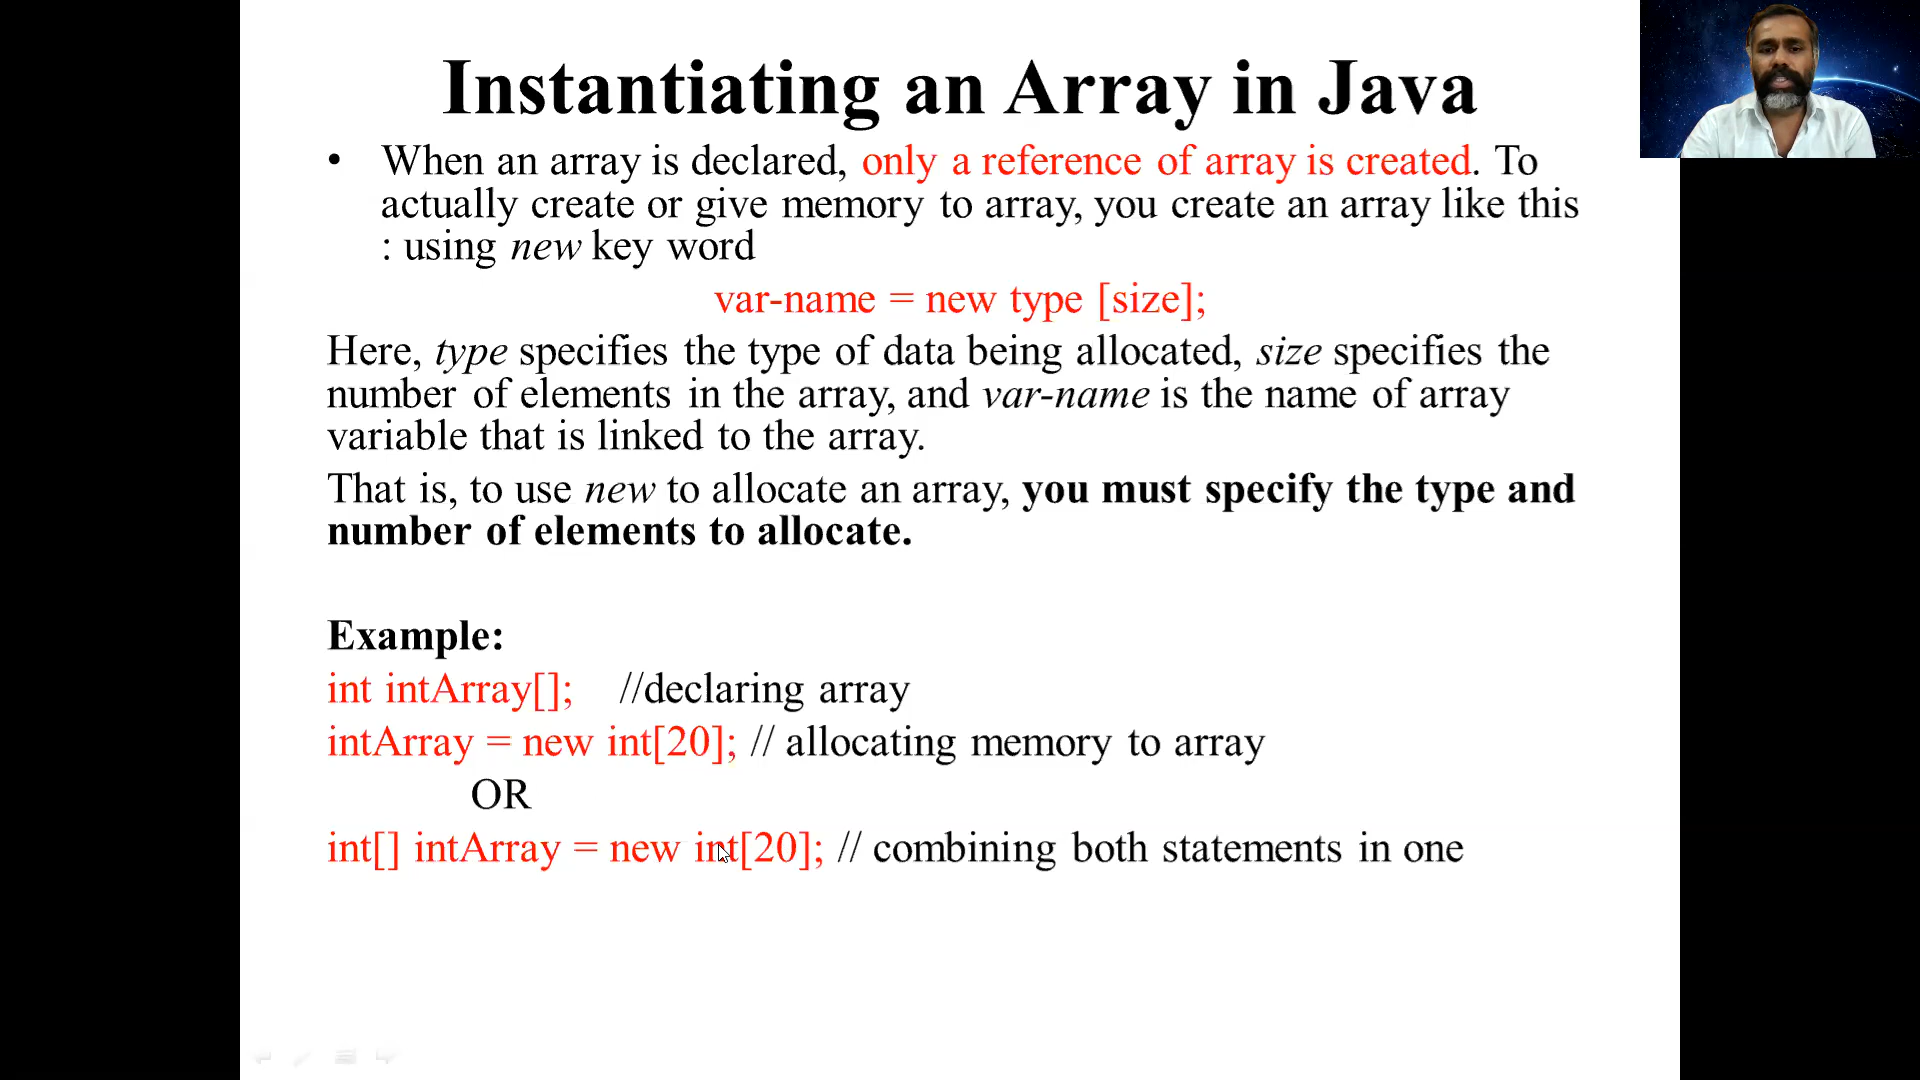 Instantiating an Array in Java
• When an array is declared, only a reference of array is created. To
actually create or give memory to array, you create an array like this
: using new key word
var-name = new type [size];
Here, type specifies the type of data being allocated, size specifies the
number of elements in the array, and var-name is the name of array
variable that is linked to the array.
That is, to use new to allocate an array, you must specify the type and
number of elements to allocate.
Example:
int intArray[]; //declaring array
intArray = new int[20]; // allocating memory to array
OR
int[] intArray = new int[20]; // combining both statements in one